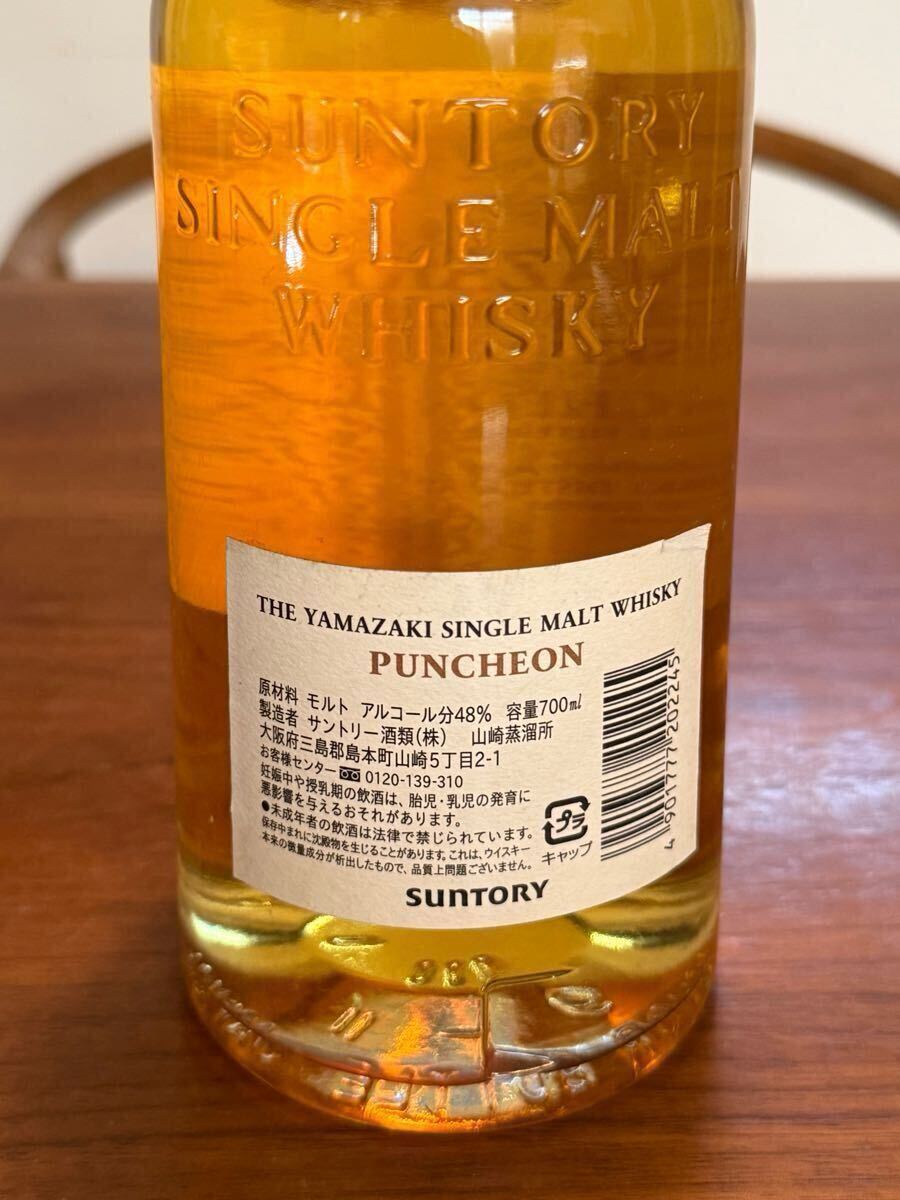 SUNTORY
SINGLE MALT
WHISKY
THE YAMAZAKI SINGLE MALT WHISKY
PUNCHEON
原材料 モルト アルコール分48% 容量700ml
製造者 サントリー酒類(株) 山崎蒸溜所
大阪府三島郡島本町山崎5丁目2-1
お客様センター 0120-139-310
妊娠中や授乳期の飲酒は、胎児・乳児の発育に
悪影響を与えるおそれがあります。
●未成年者の飲酒は法律で禁じられています。
保存中まれに沈殿物を生じることがあります。これは、ウイスキー
本来の微量成分が析出したもので、品質上問題ございません。
プラ
キャップ
4 901777 202245
SUNTORY